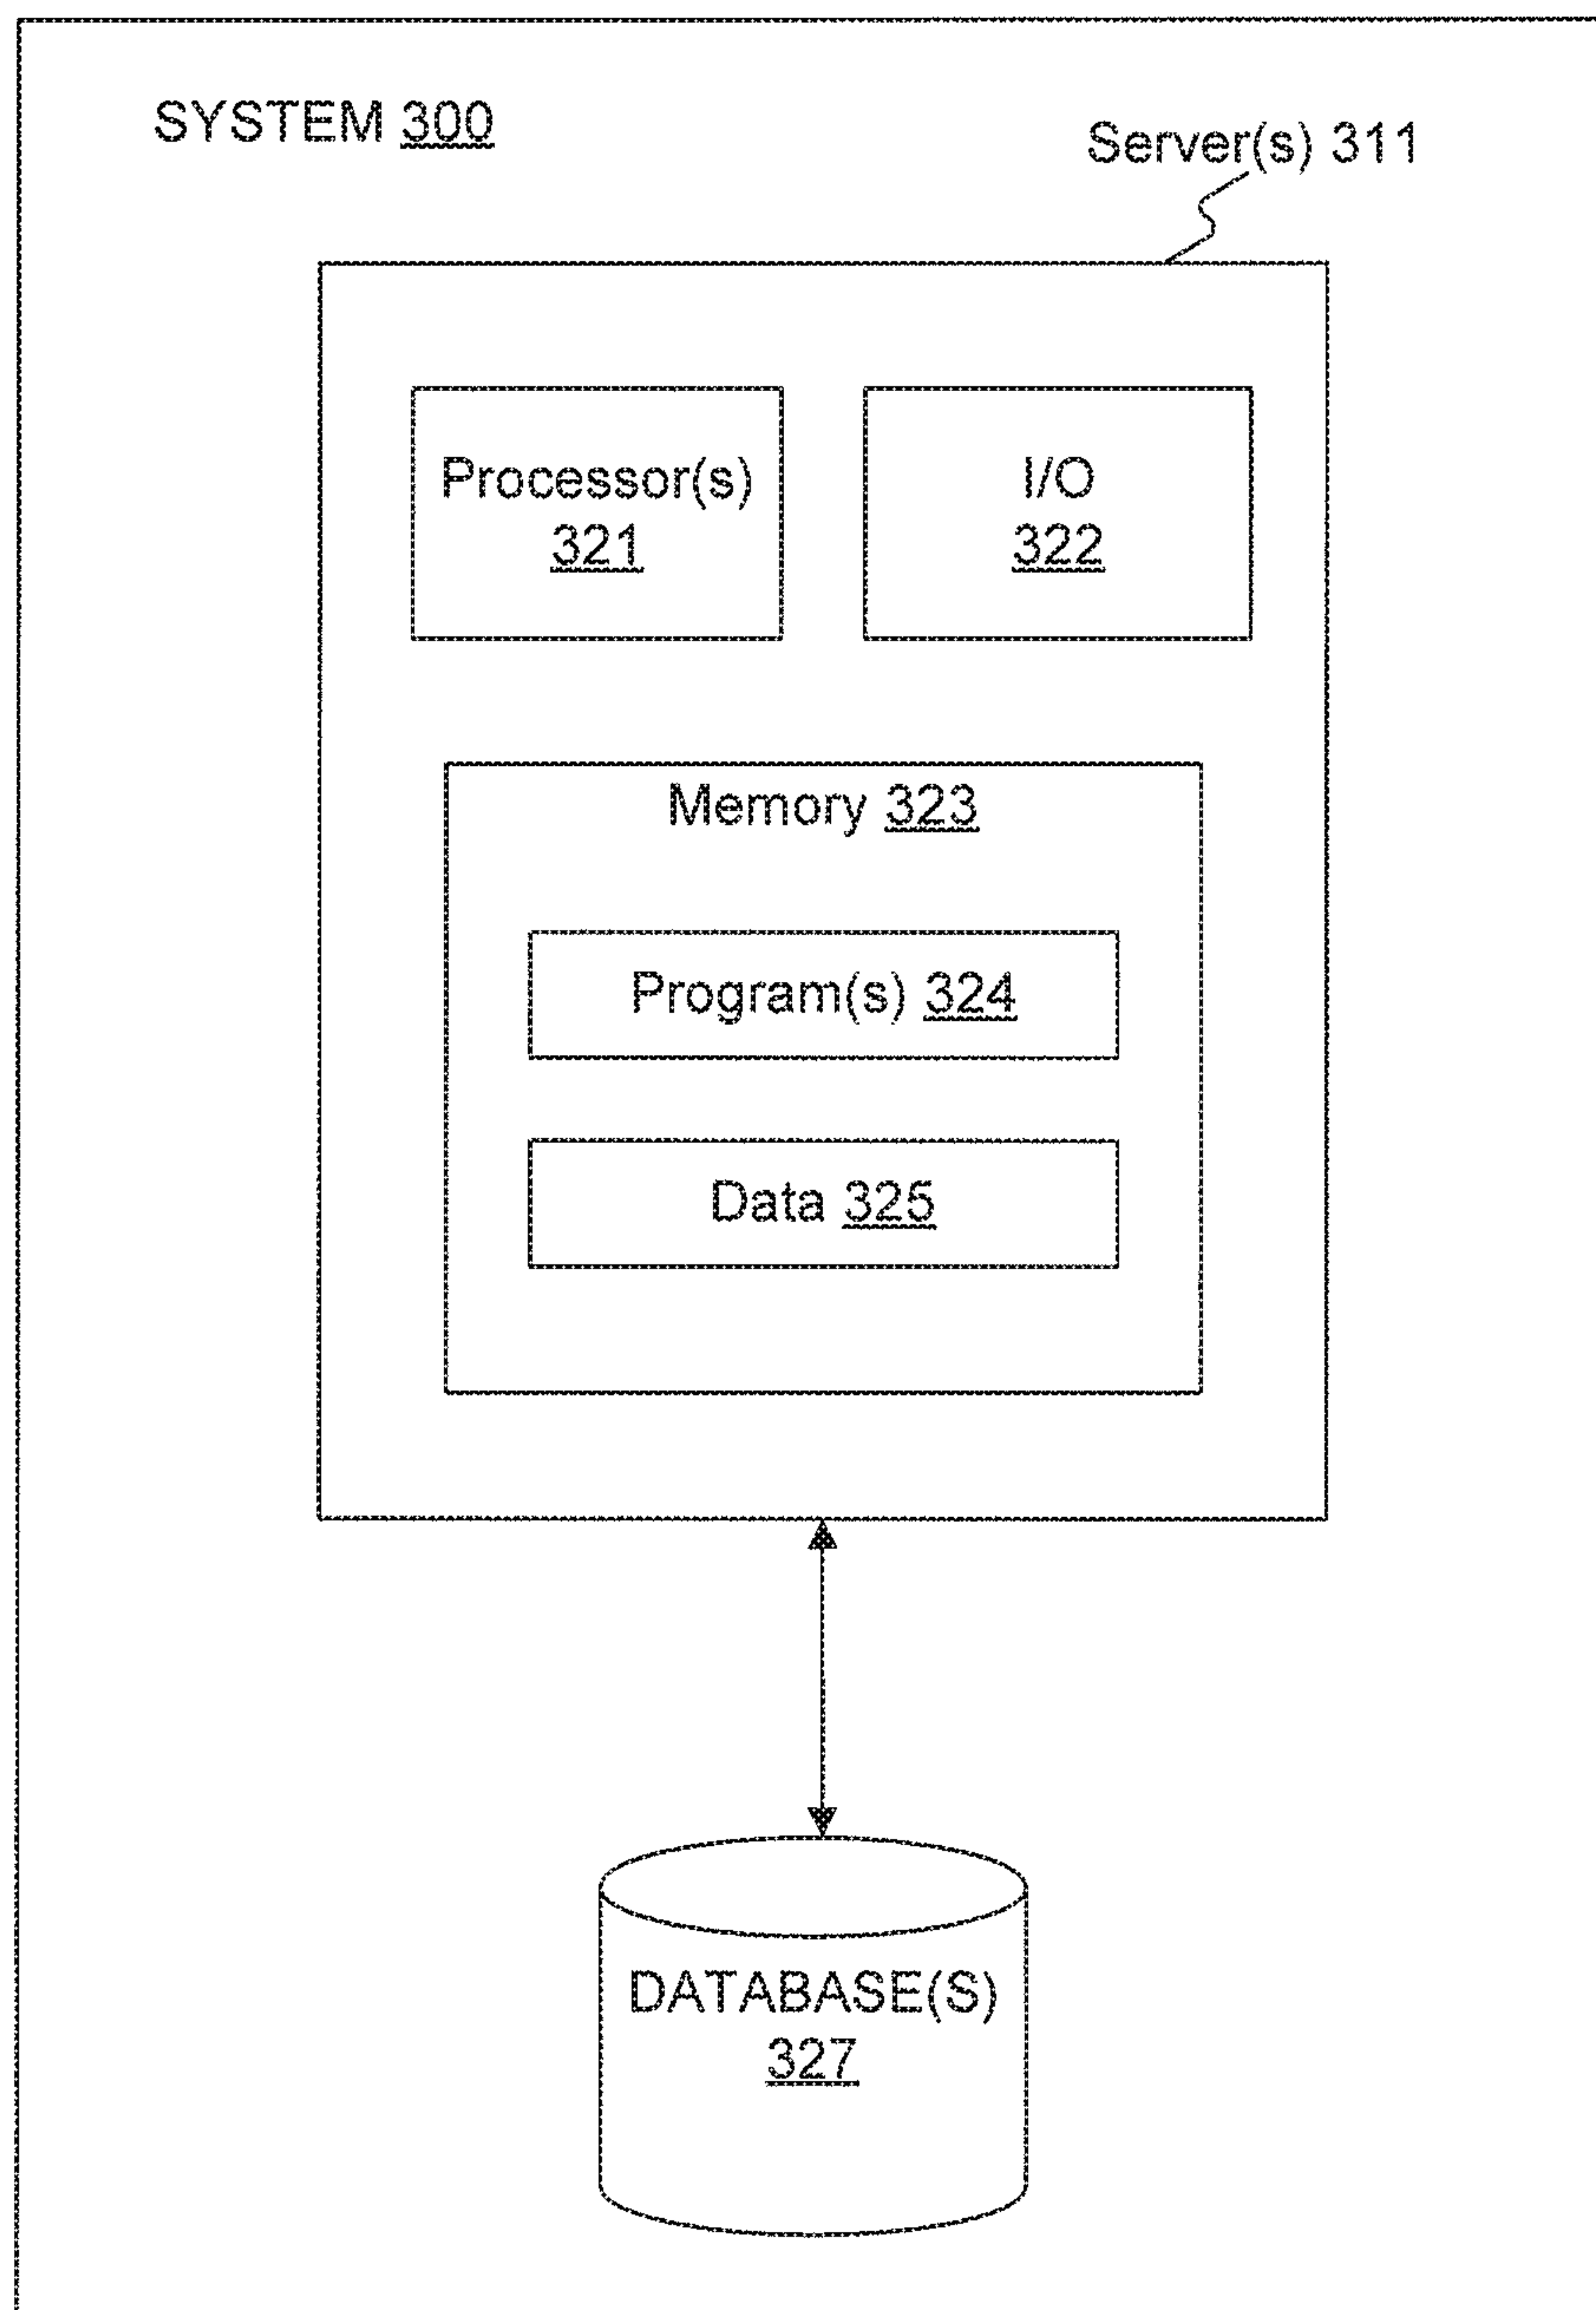 SYSTEM 300
Server(s) 311
Processor(s)
321
I/O
322
Memory 323
Program(s) 324
Data 325
DATABASE(S)
327